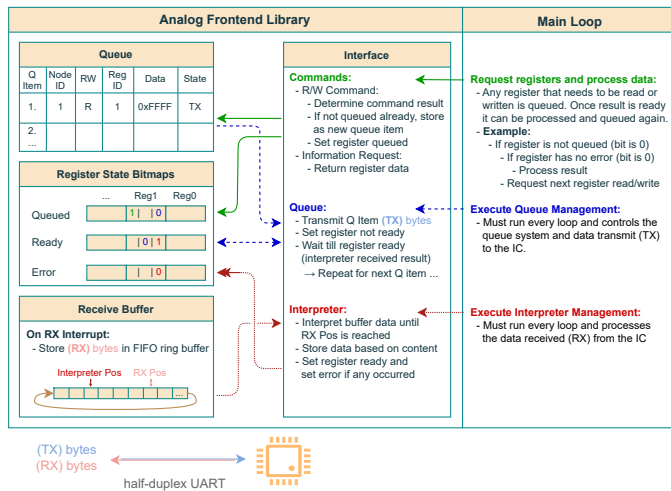 Analog Frontend Library
Main Loop
Queue
Q Item
Node ID
RW
Reg ID
Data
State
1.
1
R
1
0xFFFF
TX
2.
...
Register State Bitmaps
... Reg1 Reg0
Queued 1| |0
Ready |0|1
Error | |0
Receive Buffer
On RX Interrupt:
- Store (RX) bytes in FIFO ring buffer
Interpreter Pos RX Pos
...
Interface
Commands:
- R/W Command:
- Determine command result
- If not queued already, store
as new queue item
- Set register queued
- Information Request:
- Return register data
Queue:
- Transmit Q Item (TX) bytes
- Set register not ready
- Wait till register ready
(interpreter received result)
→ Repeat for next Q item ...
Interpreter:
- Interpret buffer data until
RX Pos is reached
- Store data based on content
- Set register ready and
set error if any occurred
Request registers and process data:
- Any register that needs to be read or
written is queued. Once result is ready
it can be processed and queued again.
- Example:
- If register is not queued (bit is 0)
- If register has no error (bit is 0)
- Process result
- Request next register read/write
Execute Queue Management:
- Must run every loop and controls the
queue system and data transmit (TX)
to the IC.
Execute Interpreter Management:
- Must run every loop and processes
the data received (RX) from the IC
(TX) bytes
(RX) bytes
half-duplex UART